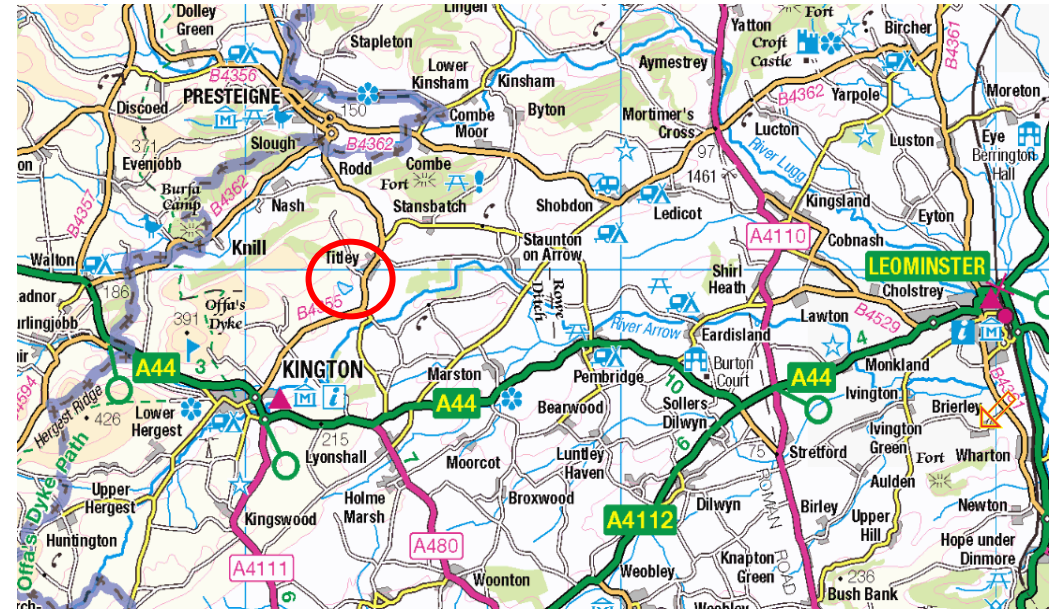 Dolley
Green
Lingen
Stapleton
Yatton
Fort
Croft
Castle
Bircher
B4361
B4356
PRESTEIGNE
Lower
Kinsham
Kinsham
Aymestrey
B4362
Yarpole
Moreton
Discoed
150
Combe
Moor
Byton
Mortimer's
Cross
Lucton
Luston
Eye
Berrington
Hall
371
Evenjobb
Slough
B4362
Rodd
Combe
Fort
97
1461
River Lugg
B4357
Burfa
Camp
B4362
Nash
Stansbatch
Shobdon
Ledicot
Kingsland
Eyton
Knill
Titley
Staunton
on Arrow
A4110
Cobnash
Walton
LEOMINSTER
186
Offa's
Dyke
B4355
Rowe
Ditch
Shirl
Heath
Cholstrey
391
River Arrow
Eardisland
Lawton
B4529
A44
3
KINGTON
Marston
A44
Pembridge
10
Burton
Court
A44
4
Monkland
B4594
Hergest Ridge
426
Lower
Hergest
215
Lyonshall
Bearwood
Sollers
Dilwyn
Ivington
Brierley
B4361
Offa's Dyke Path
7
Moorcot
Luntley
Haven
6
75
Stretford
Ivington
Green
Fort
Wharton
Upper
Hergest
Kingswood
Holme
Marsh
Broxwood
Dilwyn
ROMAN
ROAD
Birley
Aulden
Upper
Hill
Newton
Huntington
A4111
A480
A4112
Knapton
Green
Hope under
Dinmore
9
Woonton
Weobley
236
Bush Bank